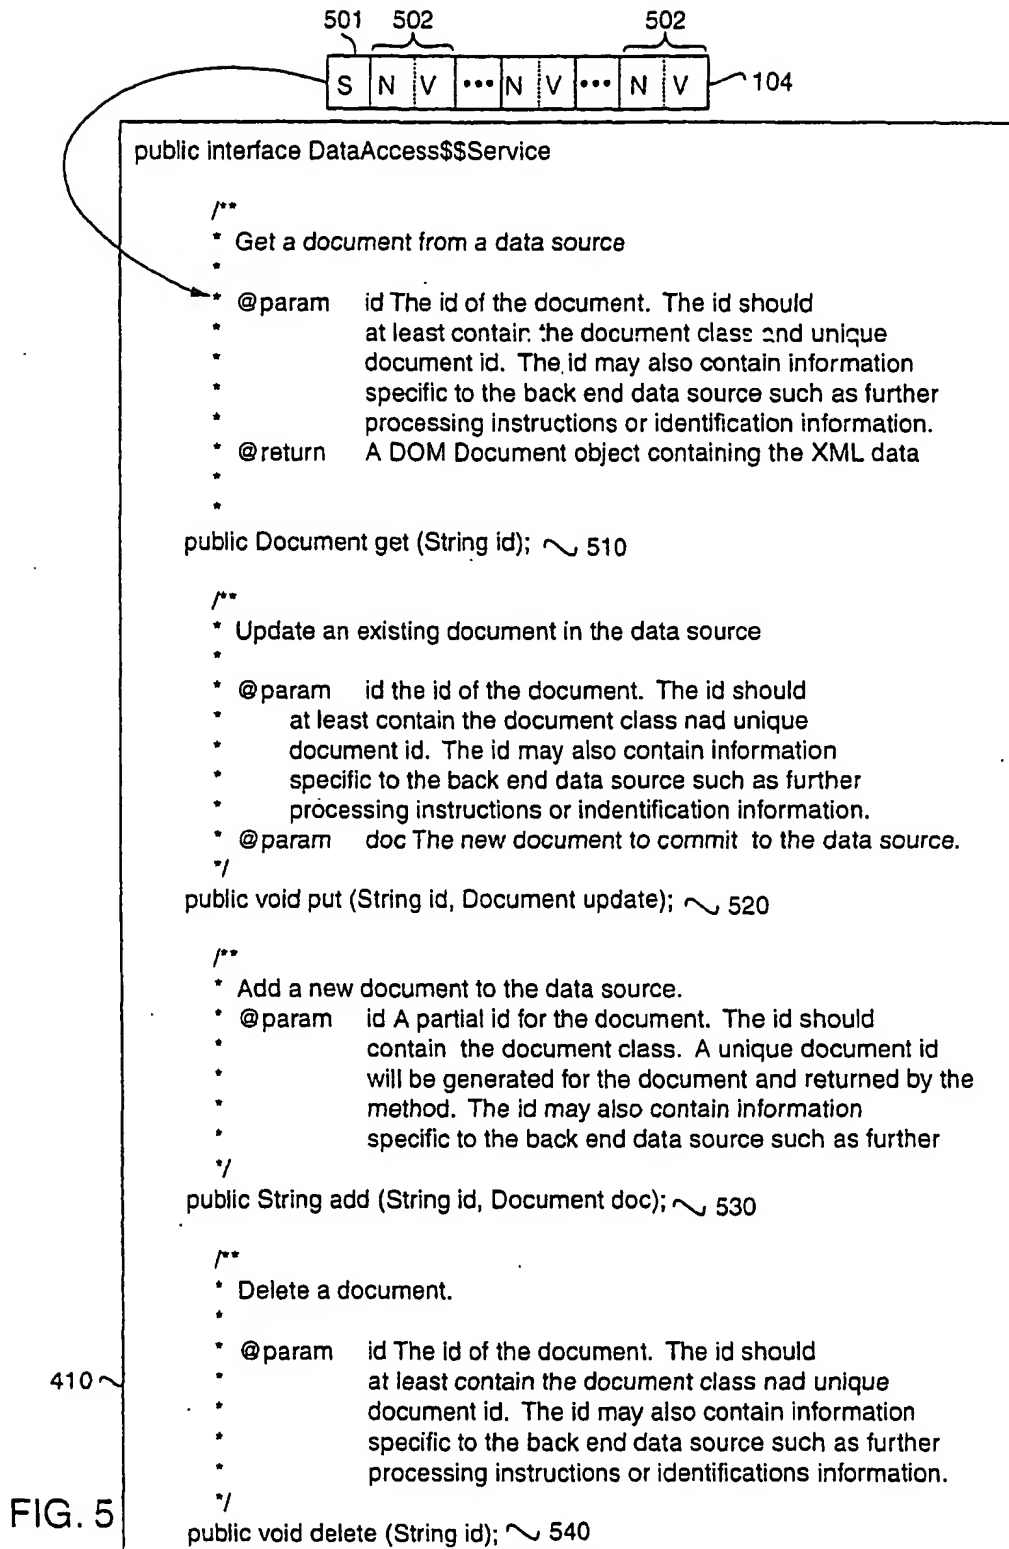 501 502 502
S N V ••• N V ••• N V 104
public interface DataAccess$$Service
/**
* Get a document from a data source
*
* @param id The id of the document. The id should
* at least contain the document class and unique
* document id. The id may also contain information
* specific to the back end data source such as further
* processing instructions or identification information.
* @return A DOM Document object containing the XML data
*
*
public Document get (String id); 510
/**
* Update an existing document in the data source
*
* @param id the id of the document. The id should
* at least contain the document class nad unique
* document id. The id may also contain information
* specific to the back end data source such as further
* processing instructions or indentification information.
* @param doc The new document to commit to the data source.
*/
public void put (String id, Document update); 520
/**
* Add a new document to the data source.
* @param id A partial id for the document. The id should
* contain the document class. A unique document id
* will be generated for the document and returned by the
* method. The id may also contain information
* specific to the back end data source such as further
*/
public String add (String id, Document doc); 530
/**
* Delete a document.
*
* @param id The id of the document. The id should
410 * at least contain the document class nad unique
* document id. The id may also contain information
* specific to the back end data source such as further
* processing instructions or identifications information.
*/
FIG. 5
public void delete (String id); 540